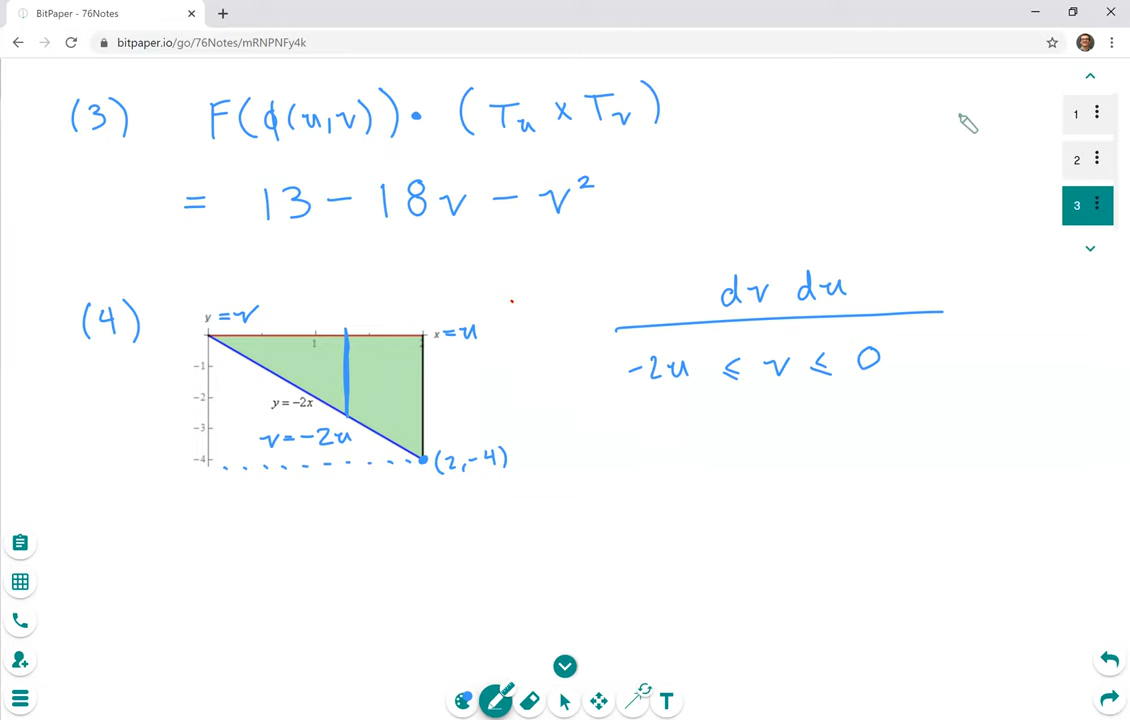 BitPaper - 76Notes
bitpaper.io/go/76Notes/mRNPNFy4k
(3) F(ϕ(u,v)) • (Tu × Tv)
= 13 - 18v - v²
1
2
3
(4)
y = v
x = u
1
2
-1
-2
-3
-4
y = -2x
v = -2u
(2, -4)
dv du
-2u ≤ v ≤ 0
T